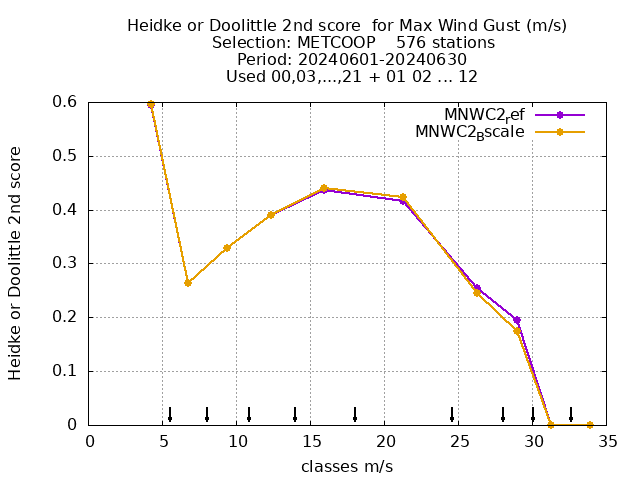 Heidke or Doolittle 2nd score  for Max Wind Gust (m/s)
Selection: METCOOP    576 stations
Period: 20240601-20240630
Used 00,03,...,21 + 01 02 ... 12
MNWC2_ref
MNWC2_Bscale
Heidke or Doolittle 2nd score
0.6
0.5
0.4
0.3
0.2
0.1
0
0 5 10 15 20 25 30 35
classes m/s